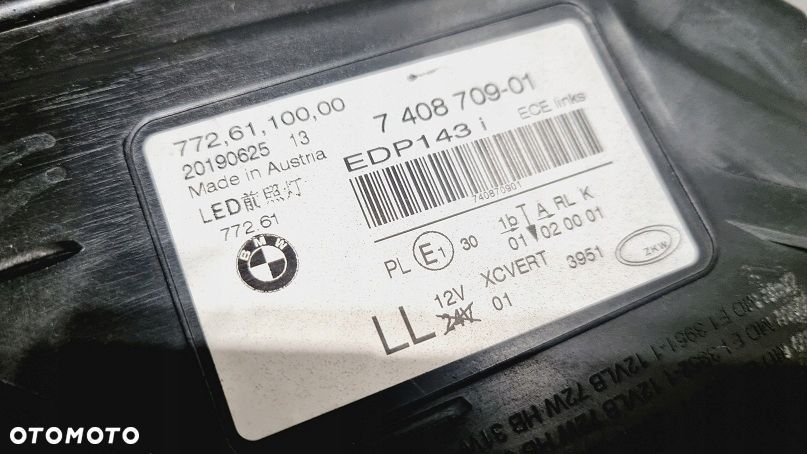 772,61,100,00
20190625 13
Made in Austria
LED前照灯
772.61
BMW
7 408 709-01
EDP143 i ECE links
740870901
PL E1 30
1b T A RL K
01 02 00 01
12V XCVERT 3951
LL 24V 01
ZKW
OTOMOTO